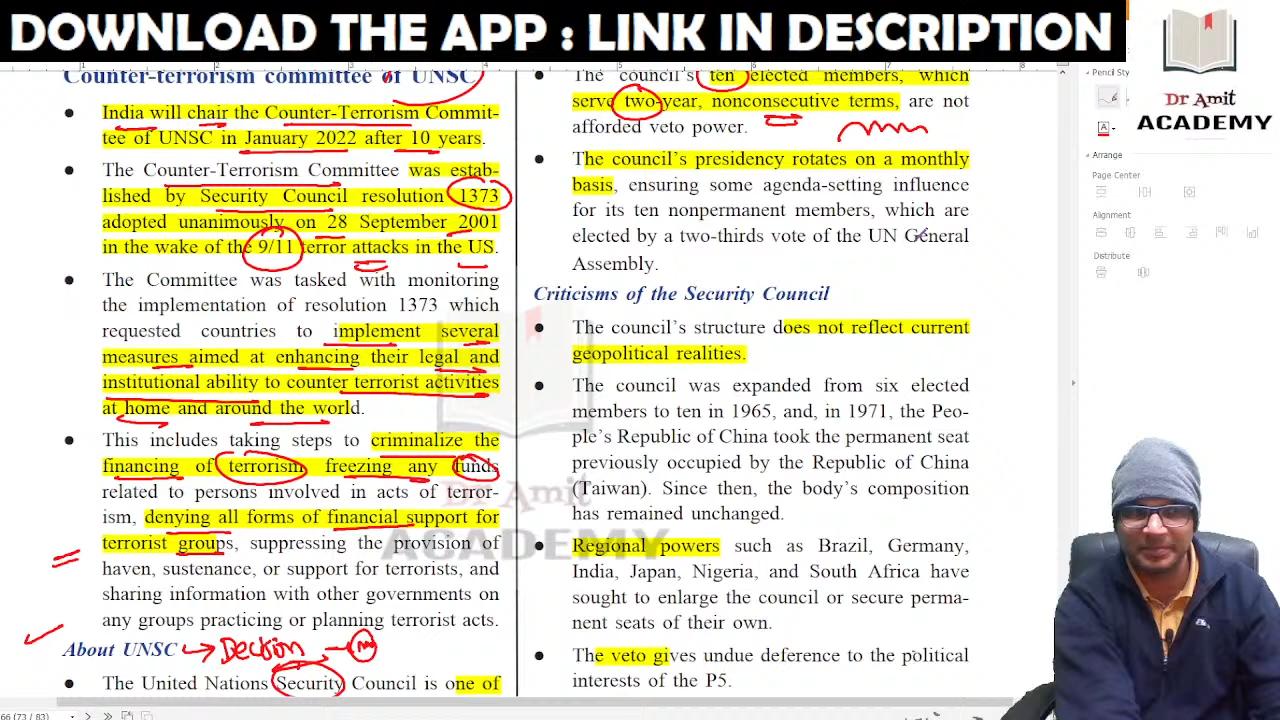 DOWNLOAD THE APP : LINK IN DESCRIPTION
Counter-terrorism committee of UNSC
India will chair the Counter-Terrorism Commit-
tee of UNSC in January 2022 after 10 years.
The Counter-Terrorism Committee was estab-
lished by Security Council resolution 1373
adopted unanimously on 28 September 2001
in the wake of the 9/11 terror attacks in the US.
The Committee was tasked with monitoring
the implementation of resolution 1373 which
requested countries to implement several
measures aimed at enhancing their legal and
institutional ability to counter terrorist activities
at home and around the world.
This includes taking steps to criminalize the
financing of terrorism freezing any funds
related to persons involved in acts of terror-
ism, denying all forms of financial support for
terrorist groups, suppressing the provision of
haven, sustenance, or support for terrorists, and
sharing information with other governments on
any groups practicing or planning terrorist acts.
About UNSC → Decision
The United Nations Security Council is one of
The council's ten elected members, which
serve two-year, nonconsecutive terms, are not
afforded veto power.
The council's presidency rotates on a monthly
basis, ensuring some agenda-setting influence
for its ten nonpermanent members, which are
elected by a two-thirds vote of the UN General
Assembly.
Criticisms of the Security Council
The council's structure does not reflect current
geopolitical realities.
The council was expanded from six elected
members to ten in 1965, and, in 1971, the Peo-
ple's Republic of China took the permanent seat
previously occupied by the Republic of China
(Taiwan). Since then, the body's composition
has remained unchanged.
Regional powers such as Brazil, Germany,
India, Japan, Nigeria, and South Africa have
sought to enlarge the council or secure perma-
nent seats of their own.
The veto gives undue deference to the political
interests of the P5.
Dr Amit
ACADEMY
Pencil Sty
Arrange
Page Center
Alignment
Distribute
Dr Amit
ACADEMY
66 (73 / 83)